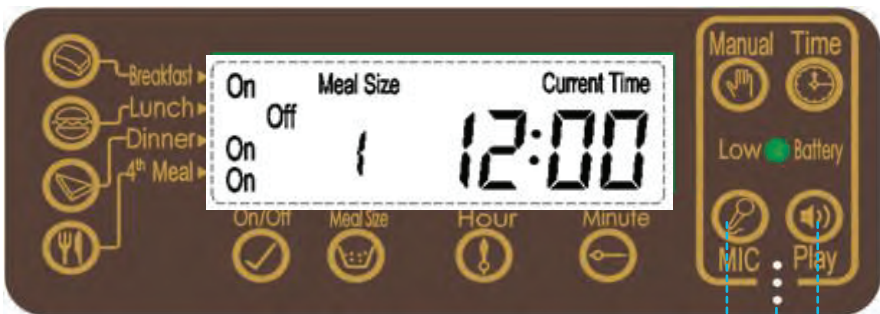 Manual Time
Breakfast On Meal Size Current Time
Lunch Off
Dinner On 1 12:00
4th Meal On
Low Battery
On/Off Meal Size Hour Minute
MIC Play